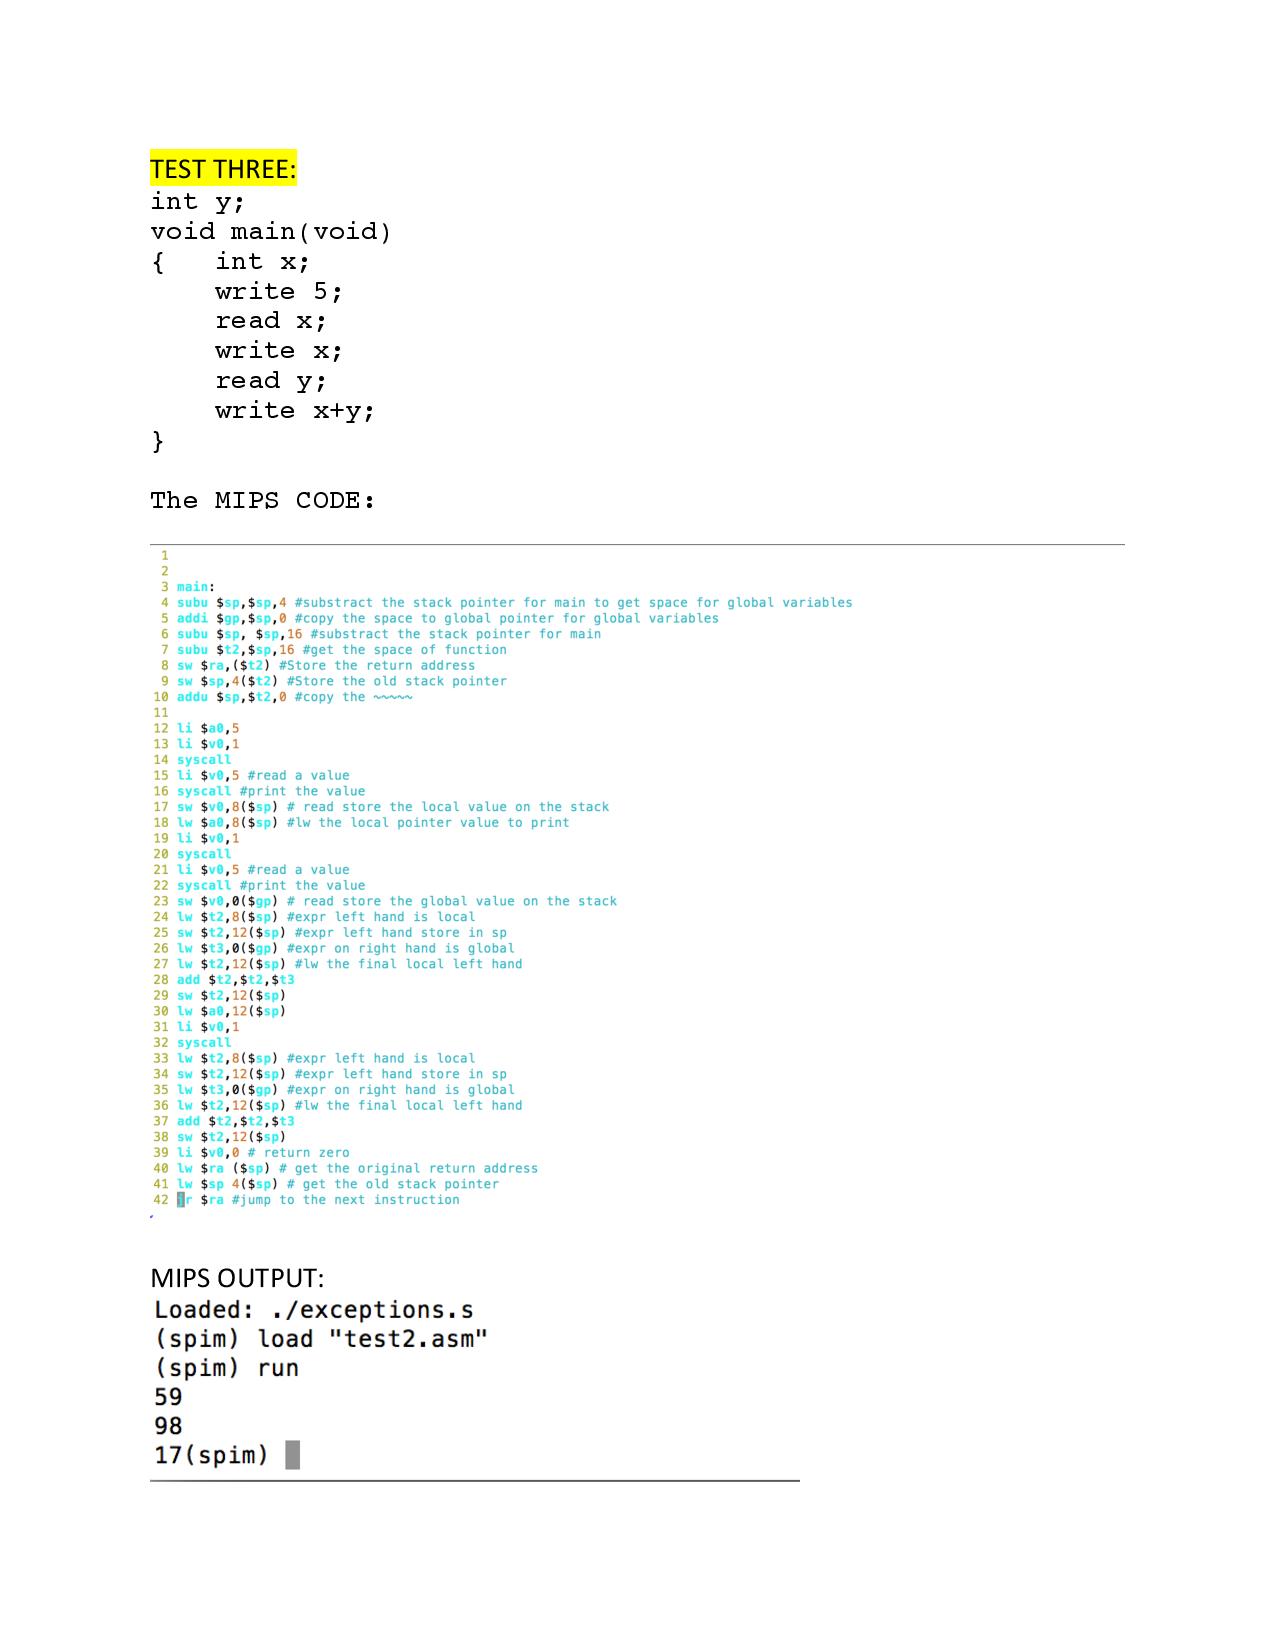 TEST THREE:
int y;
void main(void)
{ int x;
write 5;
read x;
write x;
read y;
write x+y;
}
The MIPS CODE:
1
2
3 main:
4 subu $sp,$sp,4 #substract the stack pointer for main to get space for global variables
5 addi $gp,$sp,0 #copy the space to global pointer for global variables
6 subu $sp, $sp,16 #substract the stack pointer for main
7 subu $t2,$sp,16 #get the space of function
8 sw $ra,($t2) #Store the return address
9 sw $sp,4($t2) #Store the old stack pointer
10 addu $sp,$t2,0 #copy the ~~~~~
11
12 li $a0,5
13 li $v0,1
14 syscall
15 li $v0,5 #read a value
16 syscall #print the value
17 sw $v0,8($sp) # read store the local value on the stack
18 lw $a0,8($sp) #lw the local pointer value to print
19 li $v0,1
20 syscall
21 li $v0,5 #read a value
22 syscall #print the value
23 sw $v0,0($gp) # read store the global value on the stack
24 lw $t2,8($sp) #expr left hand is local
25 sw $t2,12($sp) #expr left hand store in sp
26 lw $t3,0($gp) #expr on right hand is global
27 lw $t2,12($sp) #lw the final local left hand
28 add $t2,$t2,$t3
29 sw $t2,12($sp)
30 lw $a0,12($sp)
31 li $v0,1
32 syscall
33 lw $t2,8($sp) #expr left hand is local
34 sw $t2,12($sp) #expr left hand store in sp
35 lw $t3,0($gp) #expr on right hand is global
36 lw $t2,12($sp) #lw the final local left hand
37 add $t2,$t2,$t3
38 sw $t2,12($sp)
39 li $v0,0 # return zero
40 lw $ra ($sp) # get the original return address
41 lw $sp 4($sp) # get the old stack pointer
42 jr $ra #jump to the next instruction
MIPS OUTPUT:
Loaded: ./exceptions.s
(spim) load "test2.asm"
(spim) run
59
98
17(spim)